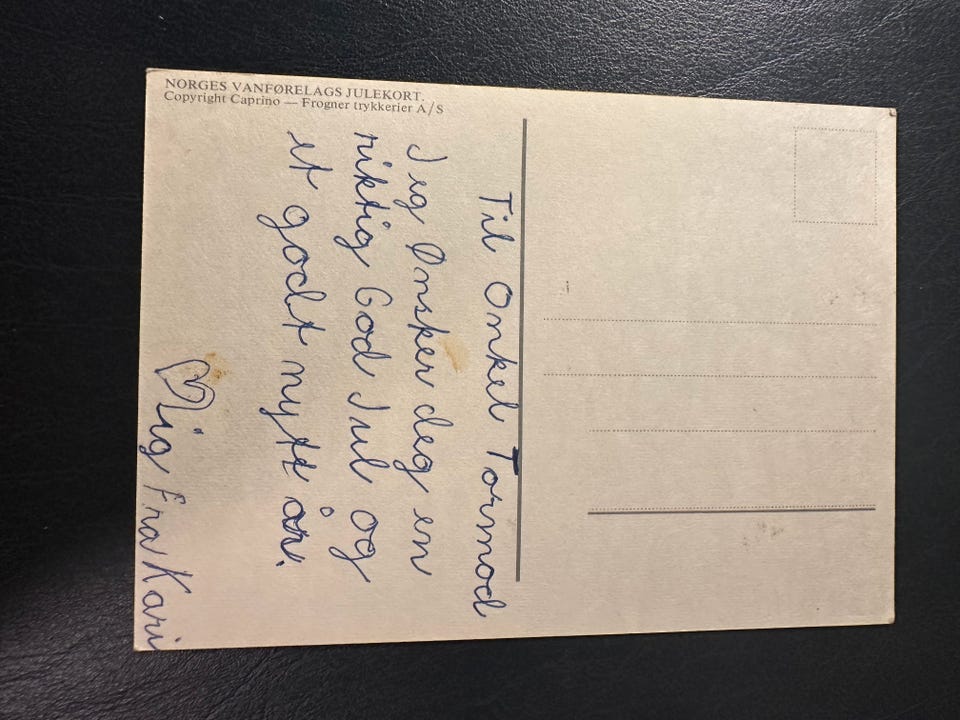 NORGES VANFØRELAGS JULEKORT.
Copyright Caprino — Frogner trykkerier A/S
Til Onkel Tormod
Jeg Ønsker deg en
riktig God Jul og
et godt nytt år.
♡ig Fra Kari